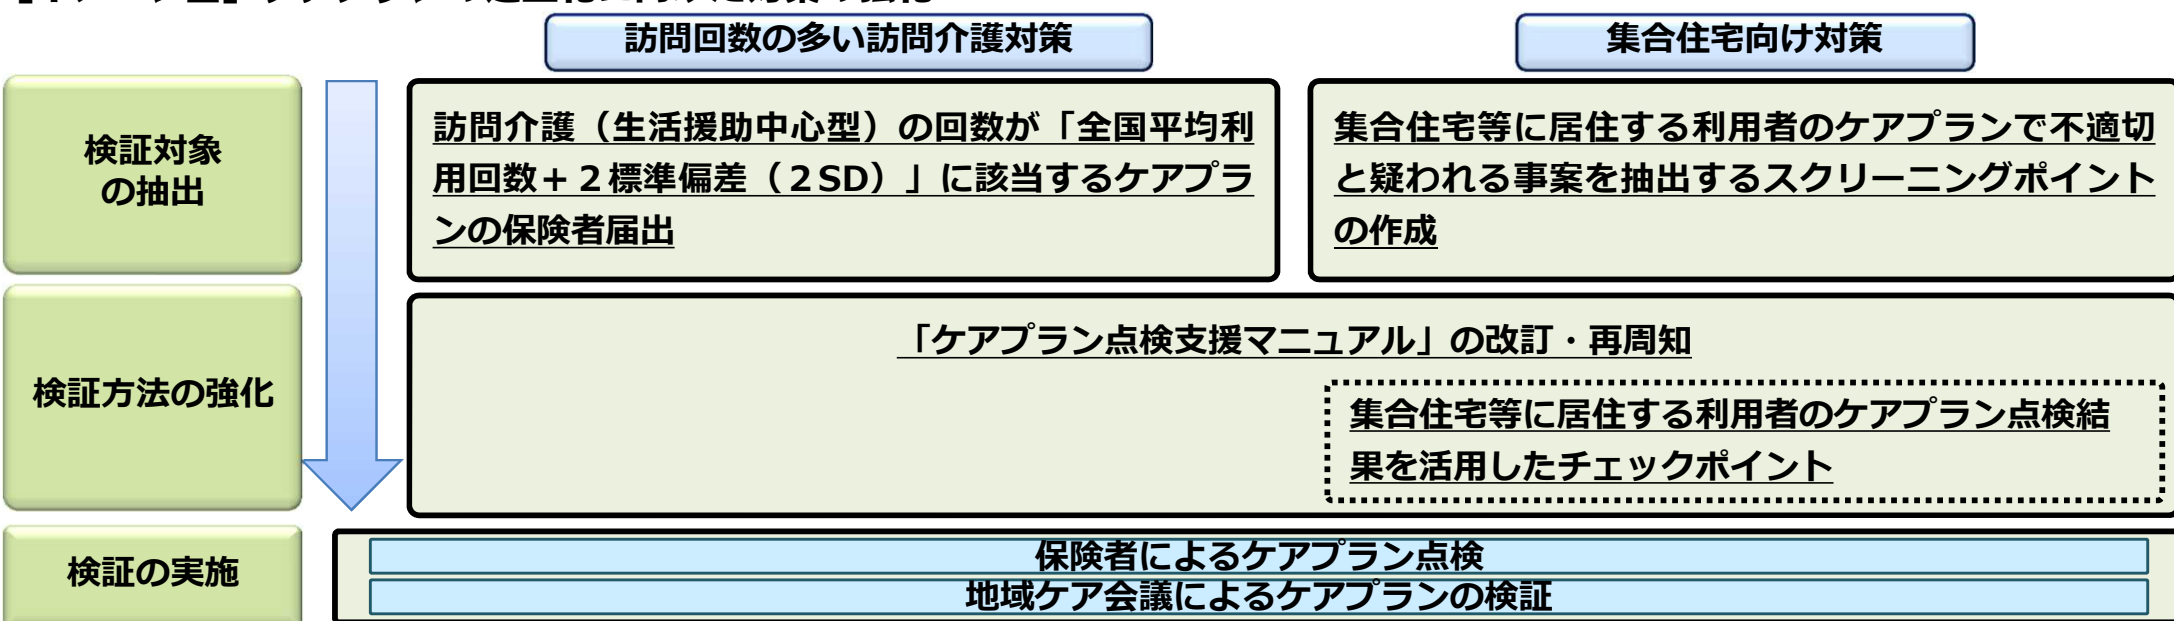 訪問回数の多い訪問介護対策
集合住宅向け対策
検証対象
の抽出
訪問介護（生活援助中心型）の回数が「全国平均利
用回数＋２標準偏差（２SD）」に該当するケアプラ
ンの保険者届出
集合住宅等に居住する利用者のケアプランで不適切
と疑われる事案を抽出するスクリーニングポイント
の作成
検証方法の強化
「ケアプラン点検支援マニュアル」の改訂・再周知
集合住宅等に居住する利用者のケアプラン点検結
果を活用したチェックポイント
検証の実施
保険者によるケアプラン点検
地域ケア会議によるケアプランの検証